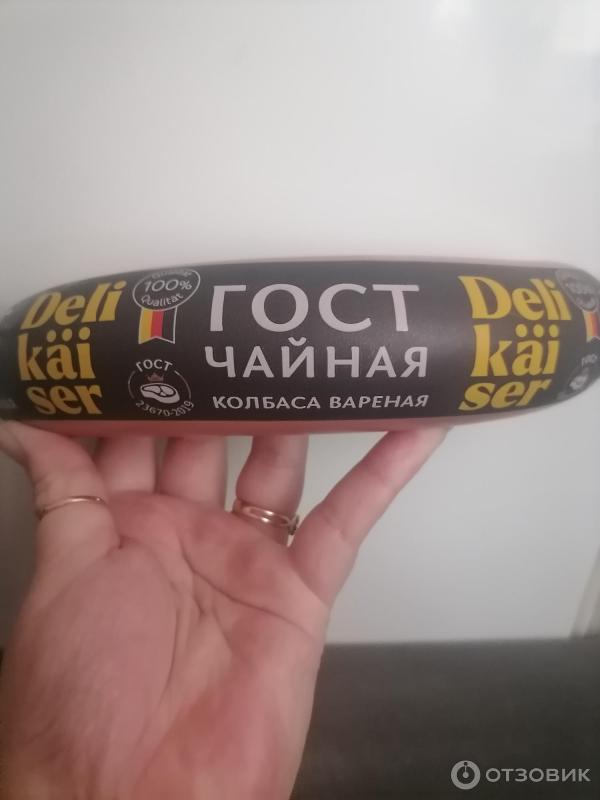 Deli
käi
ser
100%
Qualität
ГОСТ
23670-2019
ГОСТ
ЧАЙНАЯ
КОЛБАСА ВАРЕНАЯ
Deli
käi
ser
ОТЗОВИК